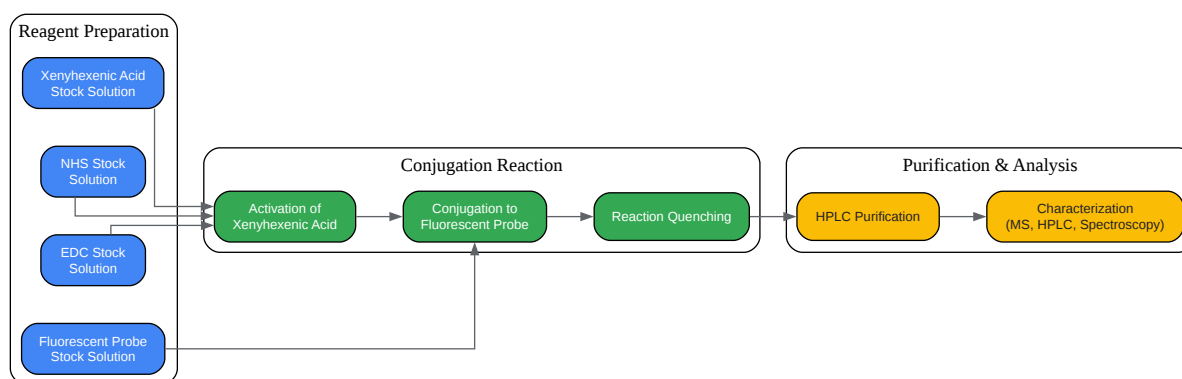 Reagent Preparation
Xenyhexenic Acid
Stock Solution
NHS Stock
Solution
EDC Stock
Solution
Fluorescent Probe
Stock Solution
Conjugation Reaction
Activation of
Xenyhexenic Acid
Conjugation to
Fluorescent Probe
Reaction Quenching
Purification & Analysis
HPLC Purification
Characterization
(MS, HPLC, Spectroscopy)